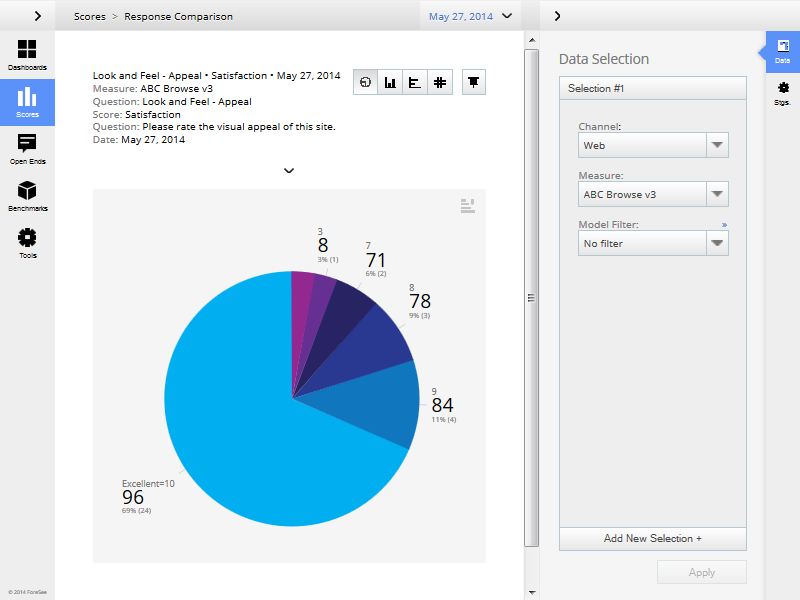 Scores > Response Comparison
May 27, 2014
Dashboards
Scores
Open Ends
Benchmarks
Tools
© 2014 ForeSee
Look and Feel - Appeal • Satisfaction • May 27, 2014
Measure: ABC Browse v3
Question: Look and Feel - Appeal
Score: Satisfaction
Question: Please rate the visual appeal of this site.
Date: May 27, 2014
3
8
3% (1)
7
71
6% (2)
8
78
9% (3)
9
84
11% (4)
Excellent=10
96
69% (24)
Data Selection
Selection #1
Channel:
Web
Measure:
ABC Browse v3
Model Filter: »
No filter
Add New Selection +
Apply
Data
Stgs.